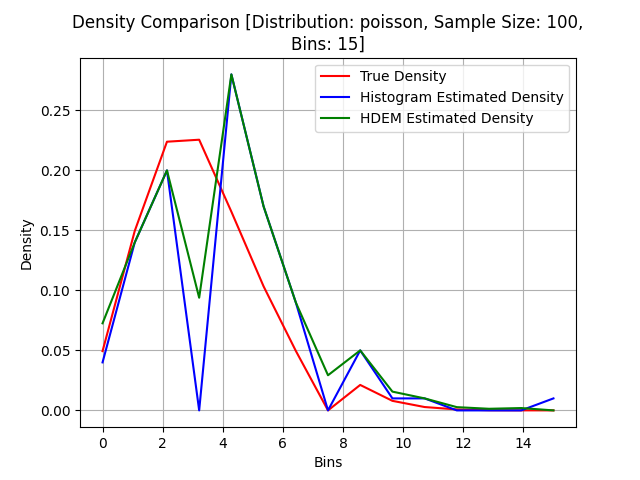 Density Comparison [Distribution: poisson, Sample Size: 100,
Bins: 15]
True Density
Histogram Estimated Density
HDEM Estimated Density
Density
0.25
0.20
0.15
0.10
0.05
0.00
0 2 4 6 8 10 12 14
Bins